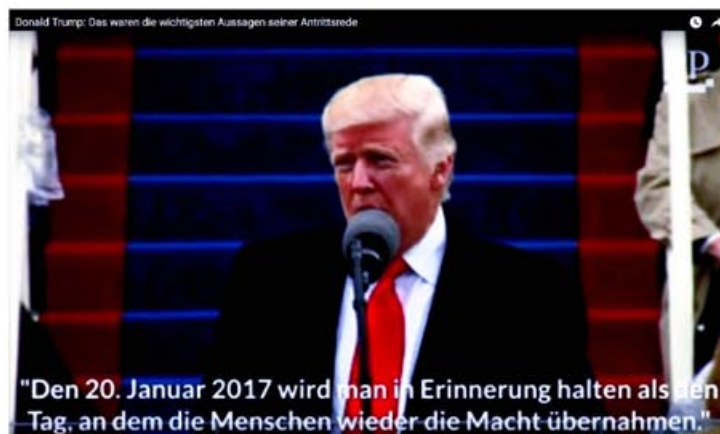 Donald Trump: Das waren die wichtigsten Aussagen seiner Antrittsrede
P
"Den 20. Januar 2017 wird man in Erinnerung halten als den
Tag, an dem die Menschen wieder die Macht übernahmen."